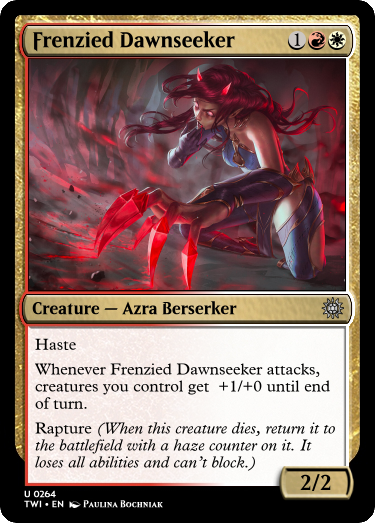 Frenzied Dawnseeker 1
Creature — Azra Berserker
Haste
Whenever Frenzied Dawnseeker attacks,
creatures you control get +1/+0 until end
of turn.
Rapture (When this creature dies, return it to
the battlefield with a haze counter on it. It
loses all abilities and can't block.)
2/2
U 0264
TWI • EN Paulina Bochniak